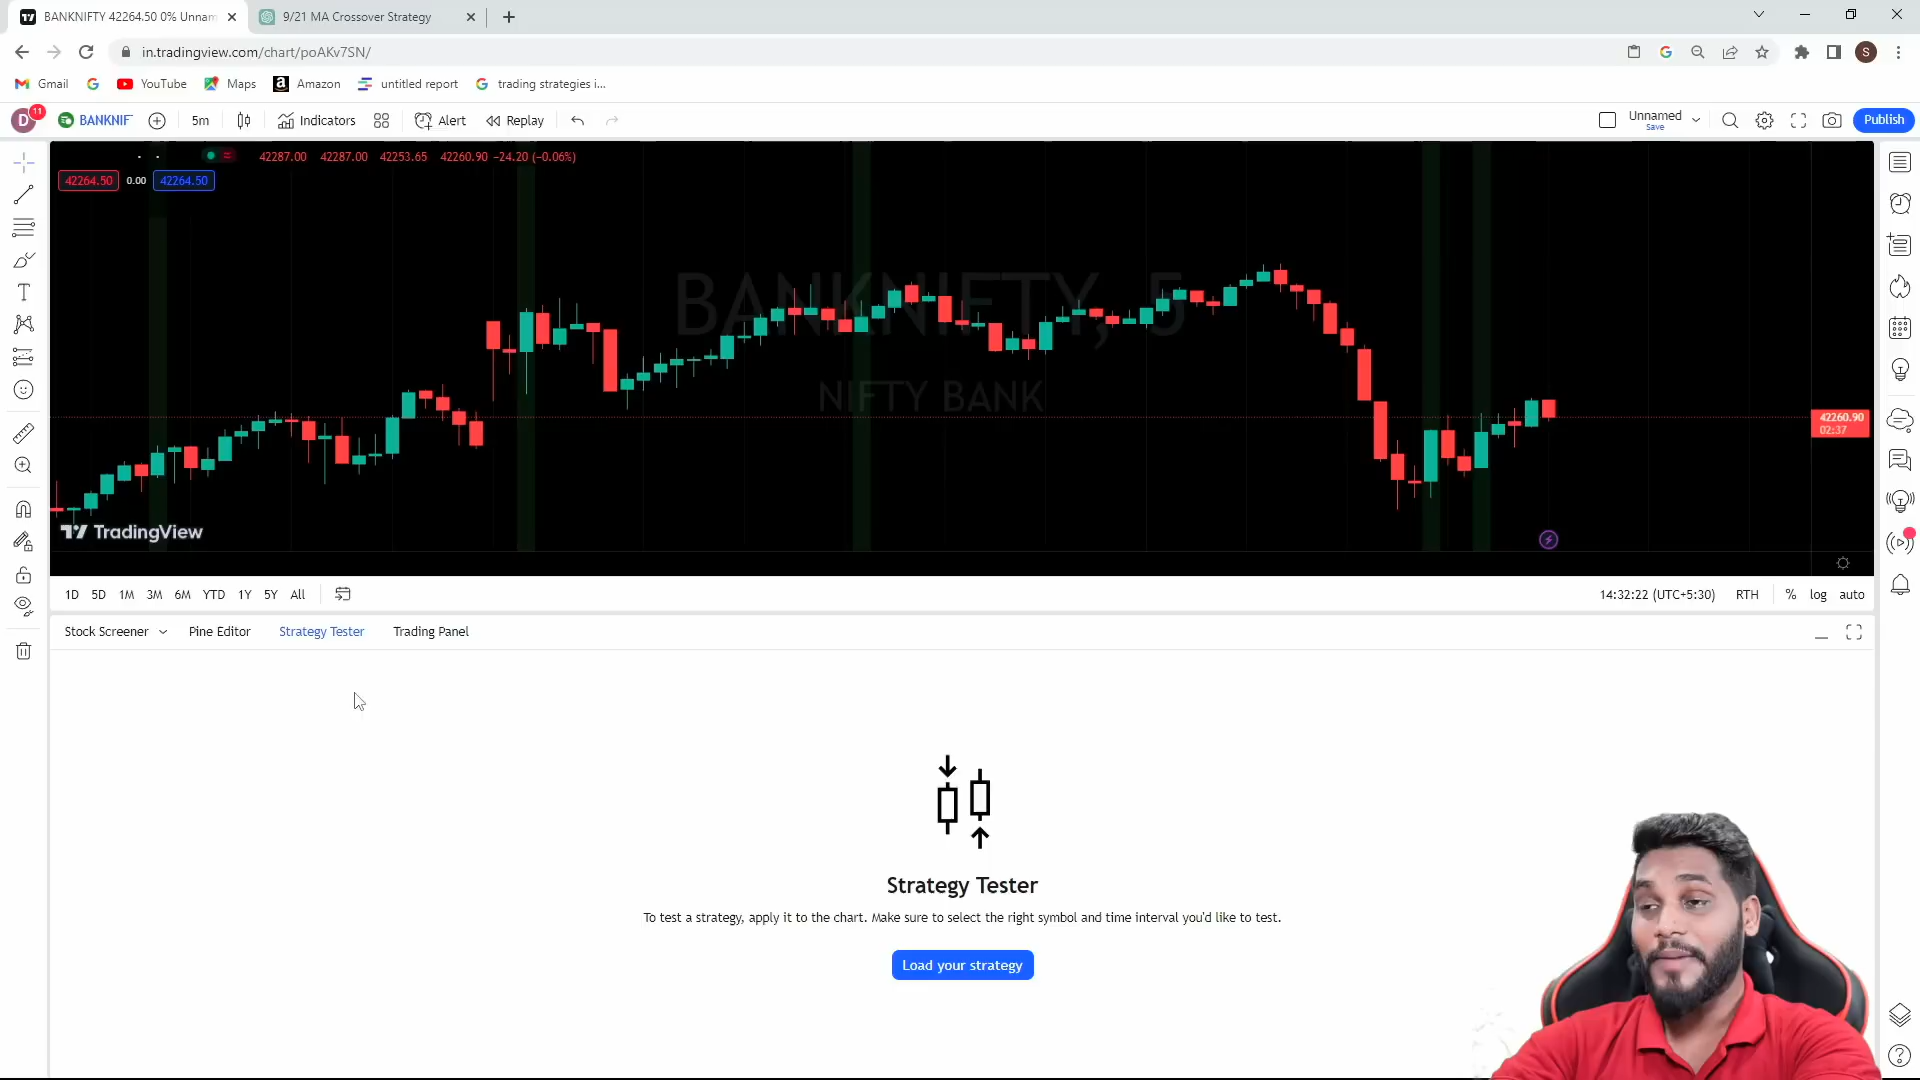 BANKNIFTY 42264.50 0% Unnam
9/21 MA Crossover Strategy
in.tradingview.com/chart/poAKv7SN/
S
Gmail
YouTube
Maps
Amazon
untitled report
trading strategies i...
D
11
BANKNIF
5m
Indicators
Alert
Replay
Unnamed
Save
Publish
42287.00 42287.00 42253.65 42260.90 −24.20 (−0.06%)
42264.50 0.00 42264.50
BANKNIFTY, 5
NIFTY BANK
42260.90
02:37
TradingView
1D 5D 1M 3M 6M YTD 1Y 5Y All
14:32:22 (UTC+5:30) RTH % log auto
Stock Screener Pine Editor Strategy Tester Trading Panel
Strategy Tester
To test a strategy, apply it to the chart. Make sure to select the right symbol and time interval you'd like to test.
Load your strategy